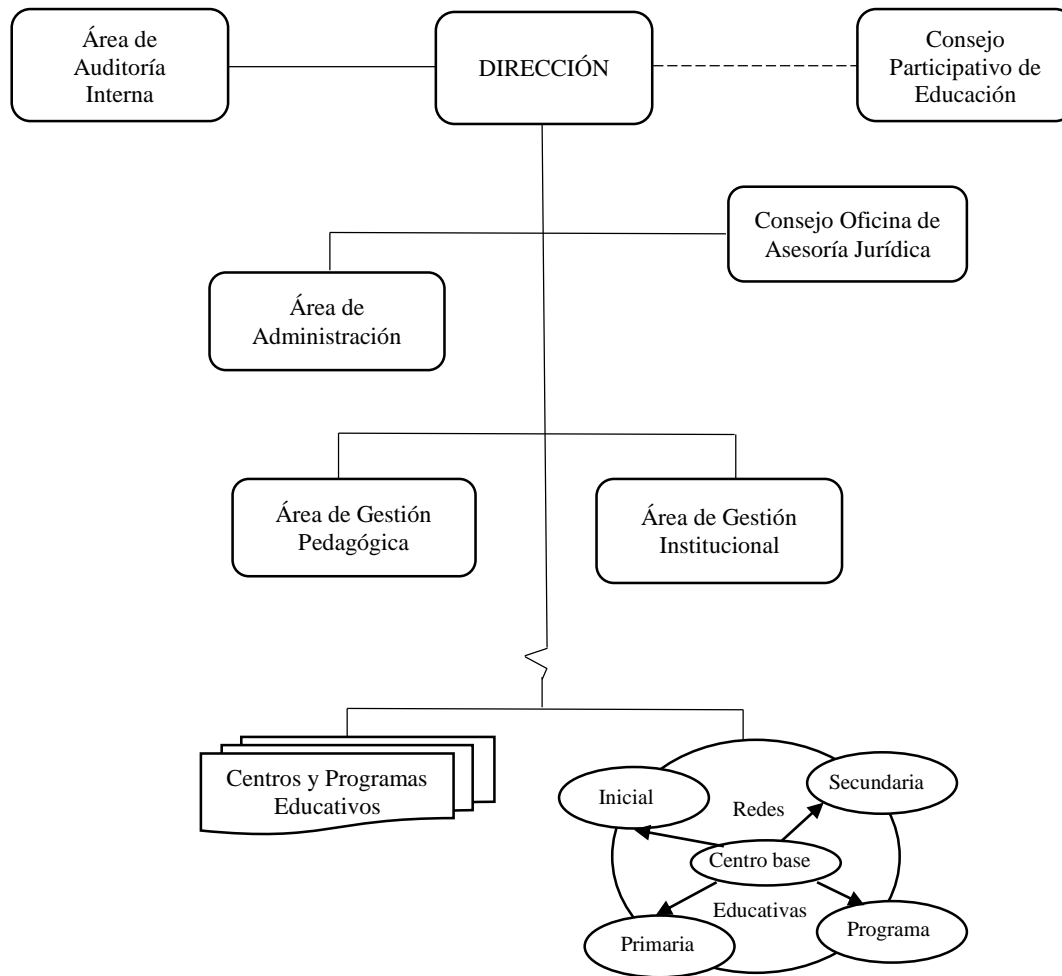 Área de
Auditoría
Interna
DIRECCIÓN
Consejo
Participativo de
Educación
Consejo Oficina de
Asesoría Jurídica
Área de
Administración
Área de Gestión
Pedagógica
Área de Gestión
Institucional
Centros y Programas
Educativos
Inicial
Redes
Secundaria
Centro base
Educativas
Primaria
Programa